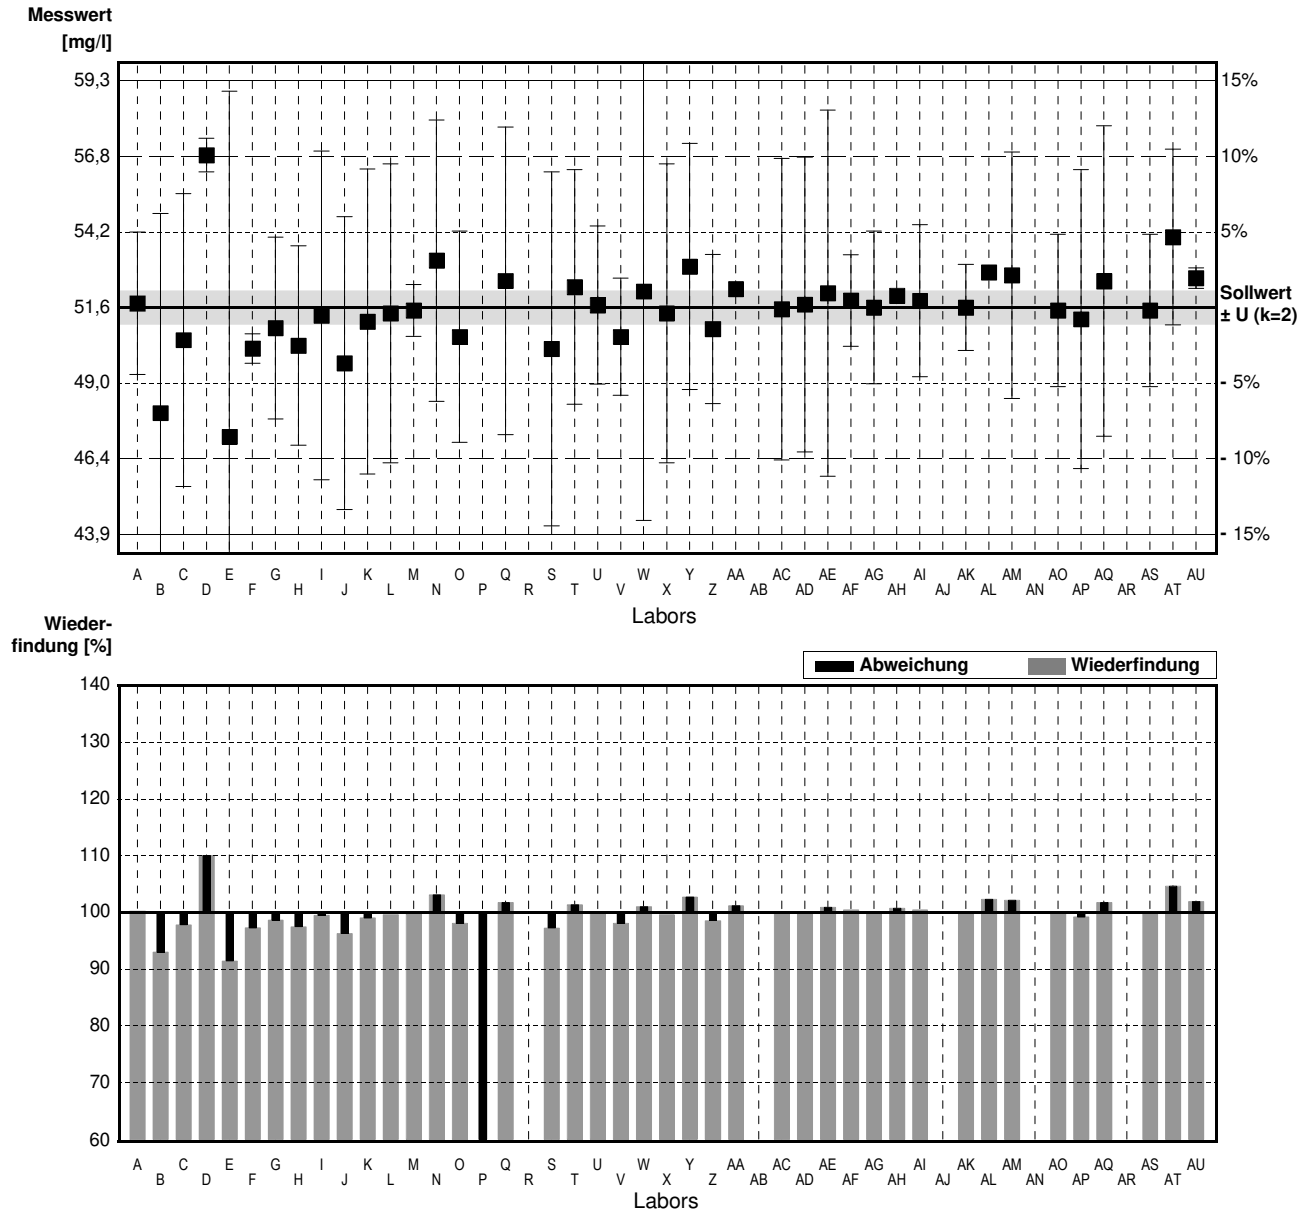 Messwert
[mg/l]
59,3 15%
56,8 10%
54,2 5%
51,6 Sollwert
± U (k=2)
49,0 - 5%
46,4 - 10%
43,9 - 15%
A B C D E F G H I J K L M N O P Q R S T U V W X Y Z AA AB AC AD AE AF AG AH AI AJ AK AL AM AN AO AP AQ AR AS AT AU
Labors
Wieder-
findung [%]
Abweichung Wiederfindung
140
130
120
110
100
90
80
70
60
A B C D E F G H I J K L M N O P Q R S T U V W X Y Z AA AB AC AD AE AF AG AH AI AJ AK AL AM AN AO AP AQ AR AS AT AU
Labors